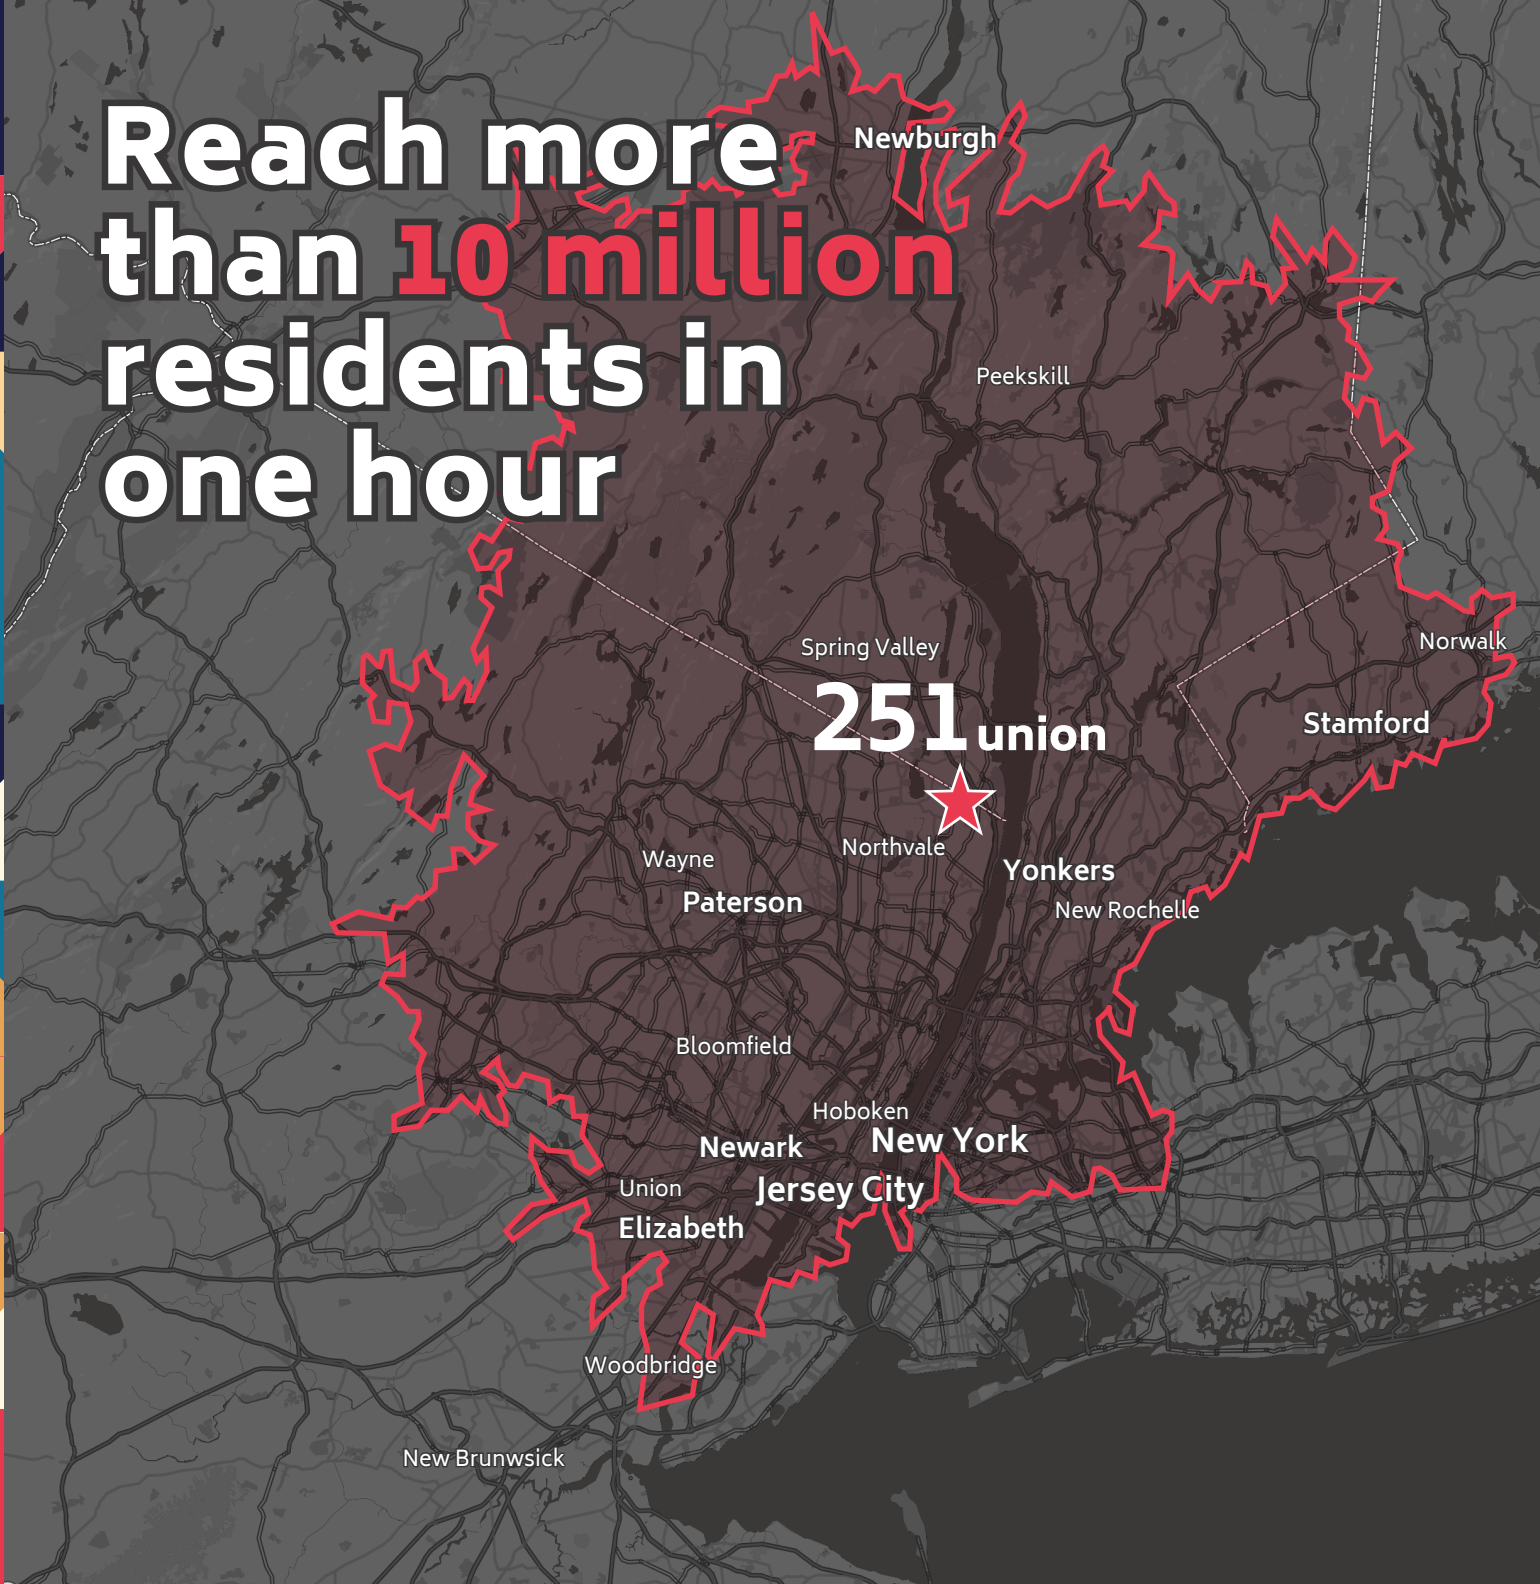 Reach more
than 10 million
residents in
one hour
Newburgh
Peekskill
Spring Valley
Norwalk
251 union
Stamford
Northvale
Wayne
Yonkers
Paterson
New Rochelle
Bloomfield
Hoboken
New York
Newark
Union
Jersey City
Elizabeth
Woodbridge
New Brunwsick